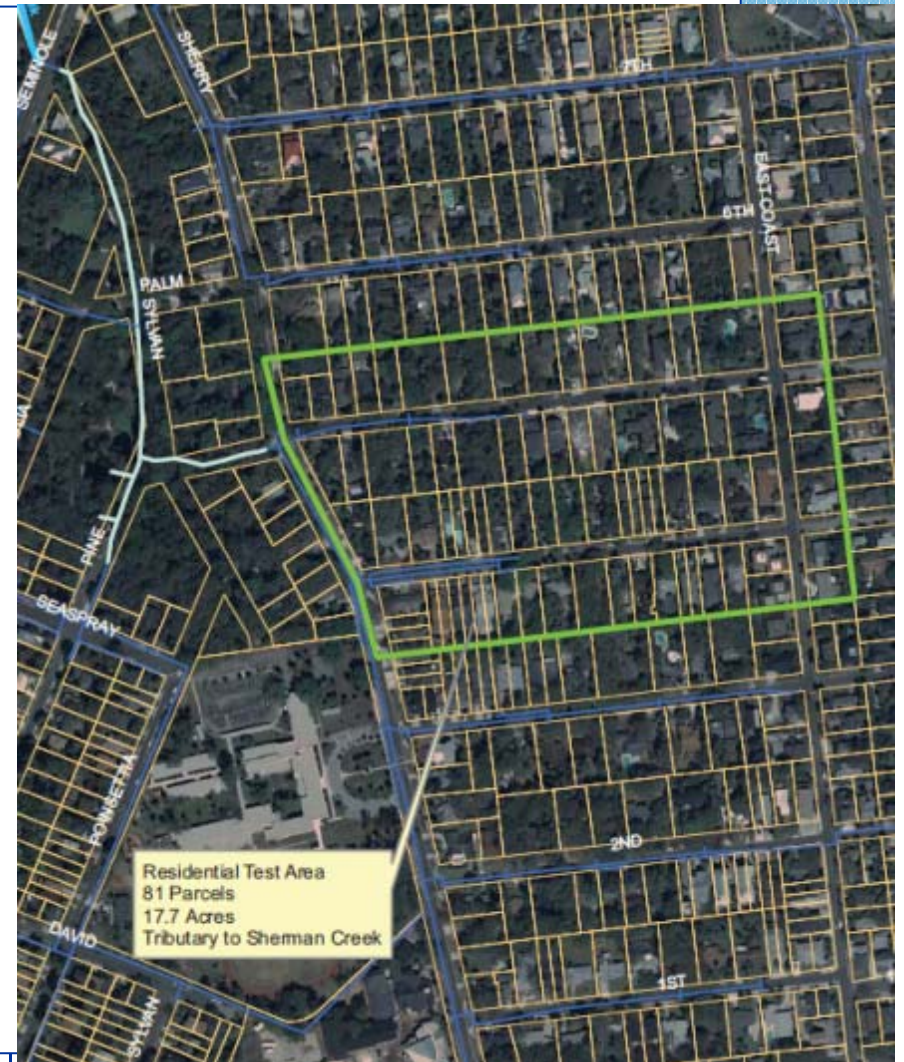 SEMINOLE
SHERRY
7TH
EAST COAST
6TH
PALM
SYLVAN
PINE
SEASPRAY
POINSETTA
2ND
Residential Test Area
81 Parcels
17.7 Acres
Tributary to Sherman Creek
DAVID
1ST
SYLVAN